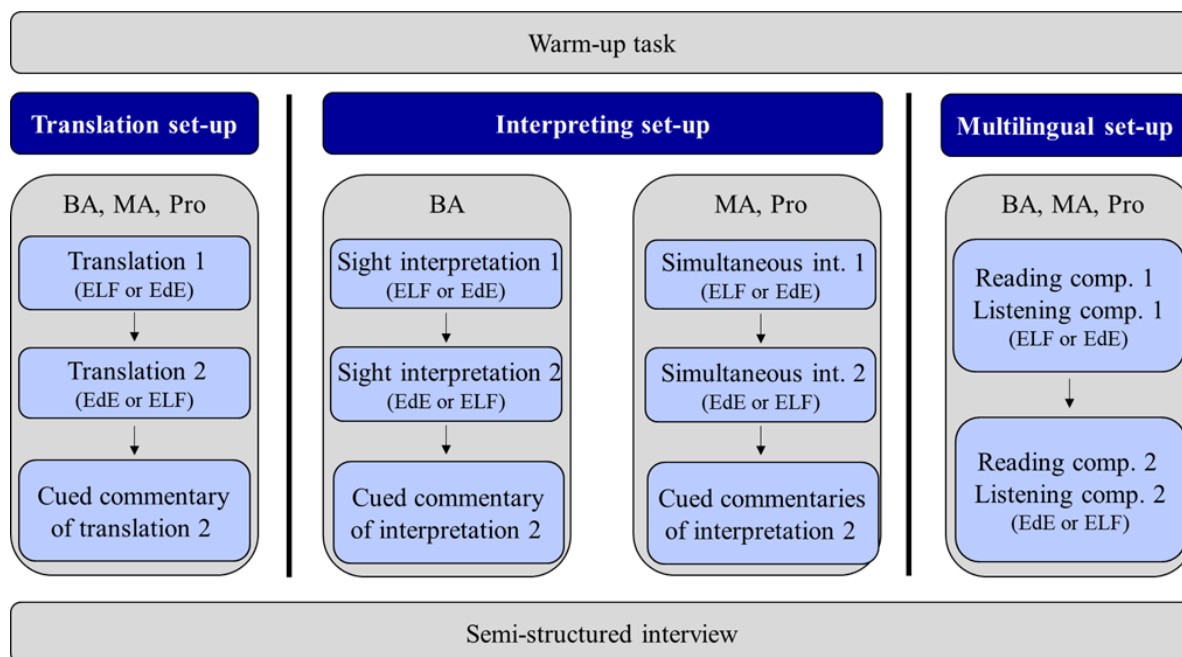 Warm-up task
Translation set-up
Interpreting set-up
Multilingual set-up
BA, MA, Pro
Translation 1
(ELF or EdE)
Translation 2
(EdE or ELF)
Cued commentary
of translation 2
BA
Sight interpretation 1
(ELF or EdE)
Sight interpretation 2
(EdE or ELF)
Cued commentary
of interpretation 2
MA, Pro
Simultaneous int. 1
(ELF or EdE)
Simultaneous int. 2
(EdE or ELF)
Cued commentaries
of interpretation 2
BA, MA, Pro
Reading comp. 1
Listening comp. 1
(ELF or EdE)
Reading comp. 2
Listening comp. 2
(EdE or ELF)
Semi-structured interview